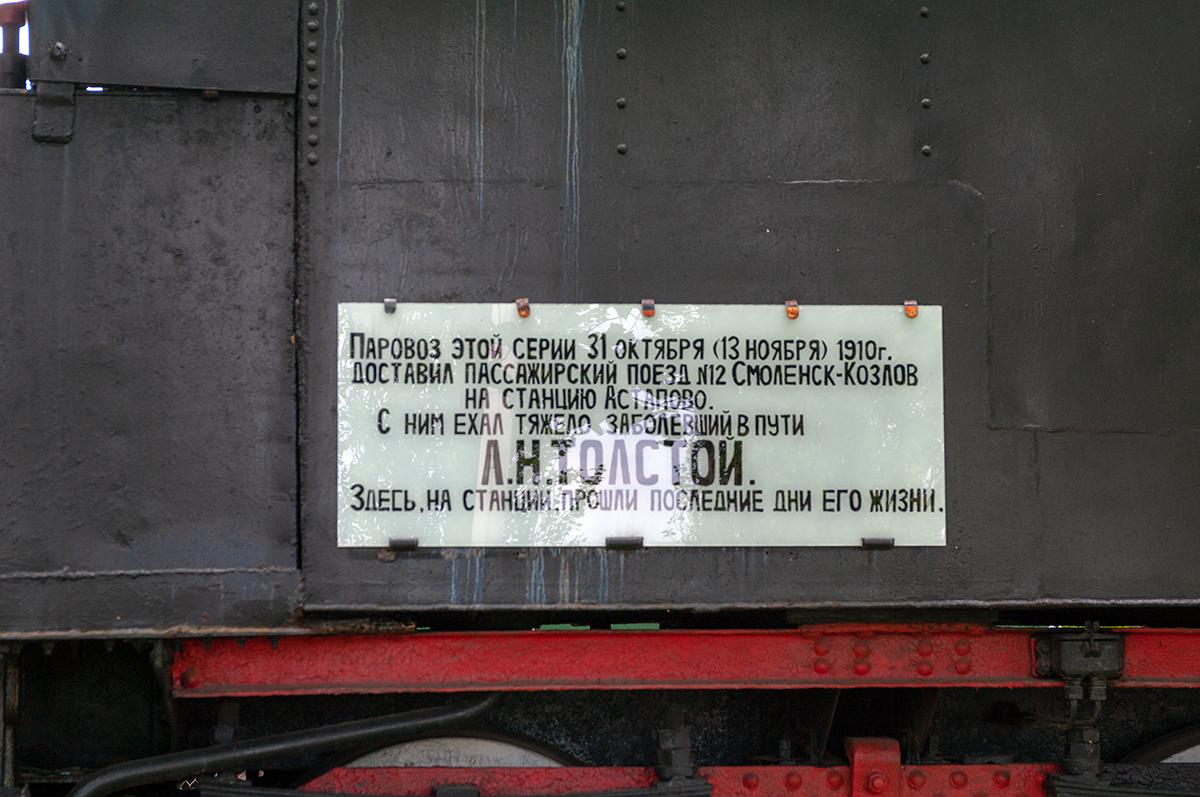 Паровоз этой серии 31 октября (13 ноября) 1910г.
доставил пассажирский поезд №12 Смоленск-Козлов
на станцию Астапово.
С ним ехал тяжело заболевший в пути
Л.Н.ТОЛСТОЙ.
Здесь, на станции, прошли последние дни его жизни.